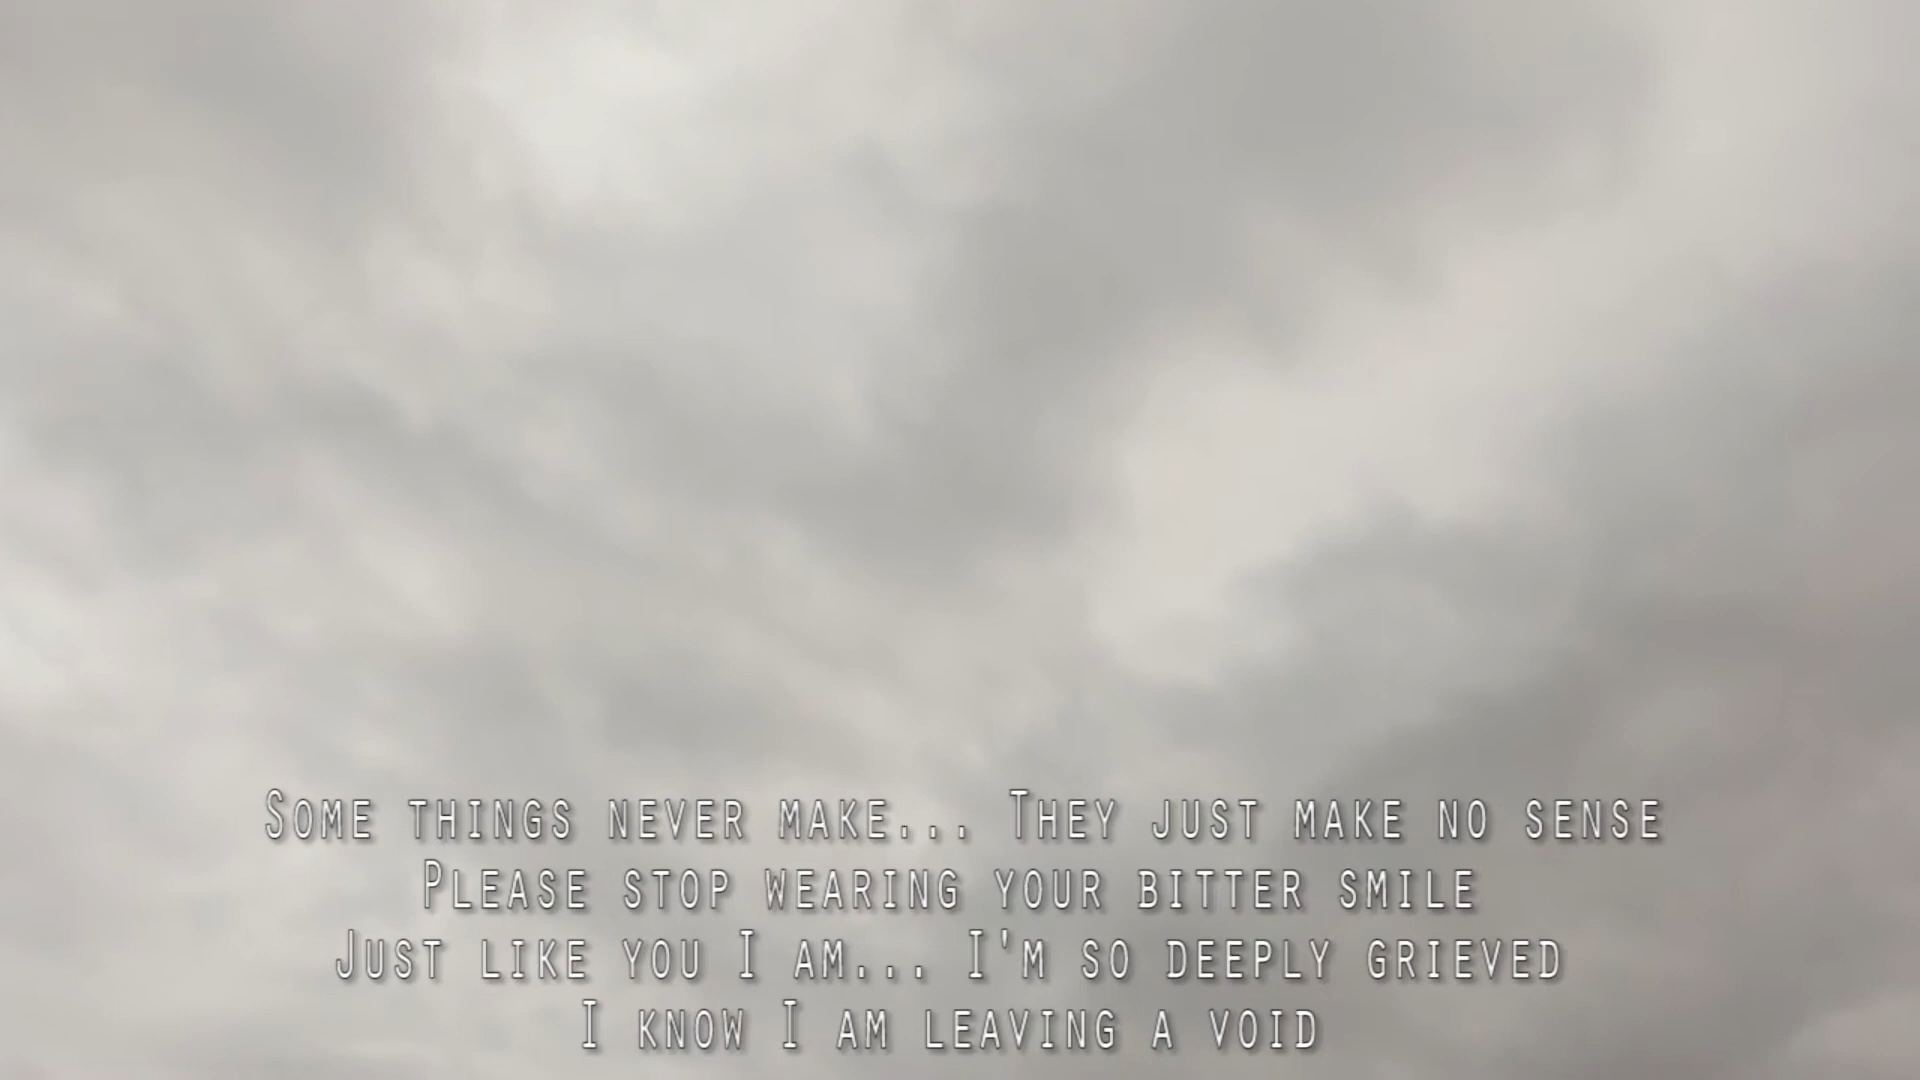 Some things never make... They just make no sense
Please stop wearing your bitter smile
Just like you I am... I'm so deeply grieved
I know I am leaving a void